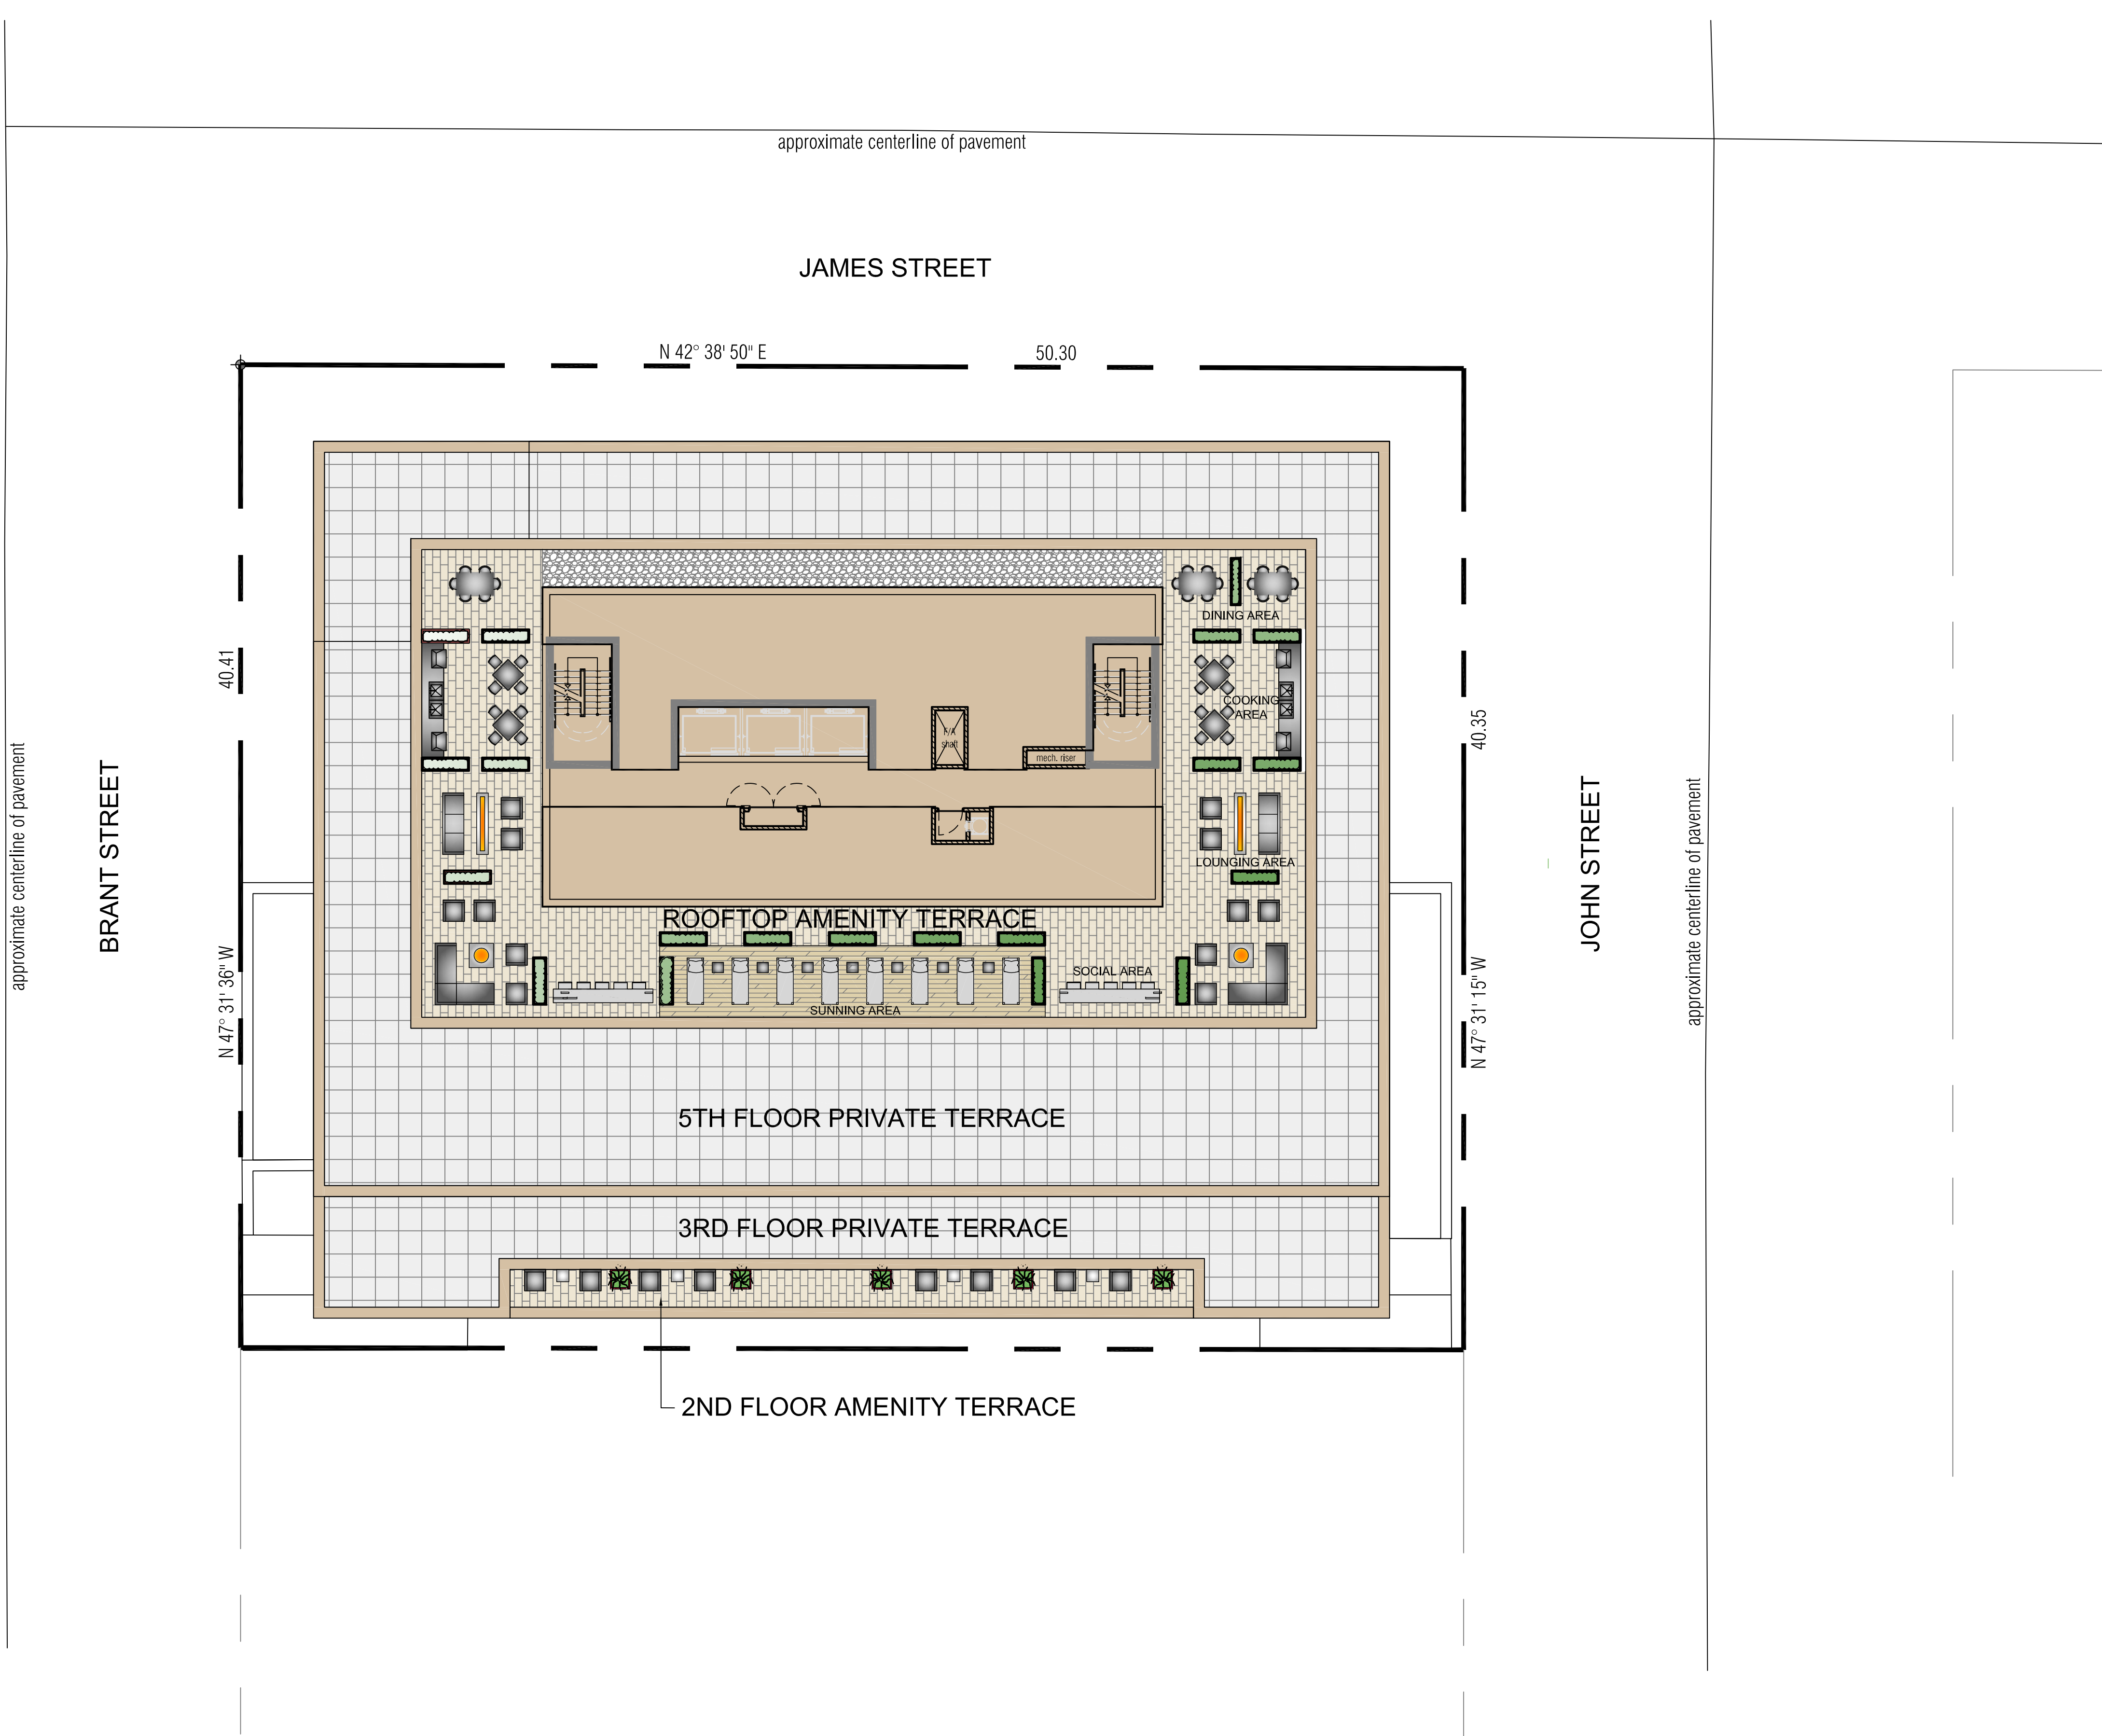 approximate centerline of pavement
JAMES STREET
N 42° 38' 50" E
50.30
DINING AREA
40.41
COOKING
AREA
40.35
F/A
shaft
mech. riser
approximate centerline of pavement
BRANT STREET
JOHN STREET
approximate centerline of pavement
LOUNGING AREA
ROOFTOP AMENITY TERRACE
SOCIAL AREA
SUNNING AREA
N 47° 31' 36" W
N 47° 31' 15" W
5TH FLOOR PRIVATE TERRACE
3RD FLOOR PRIVATE TERRACE
2ND FLOOR AMENITY TERRACE